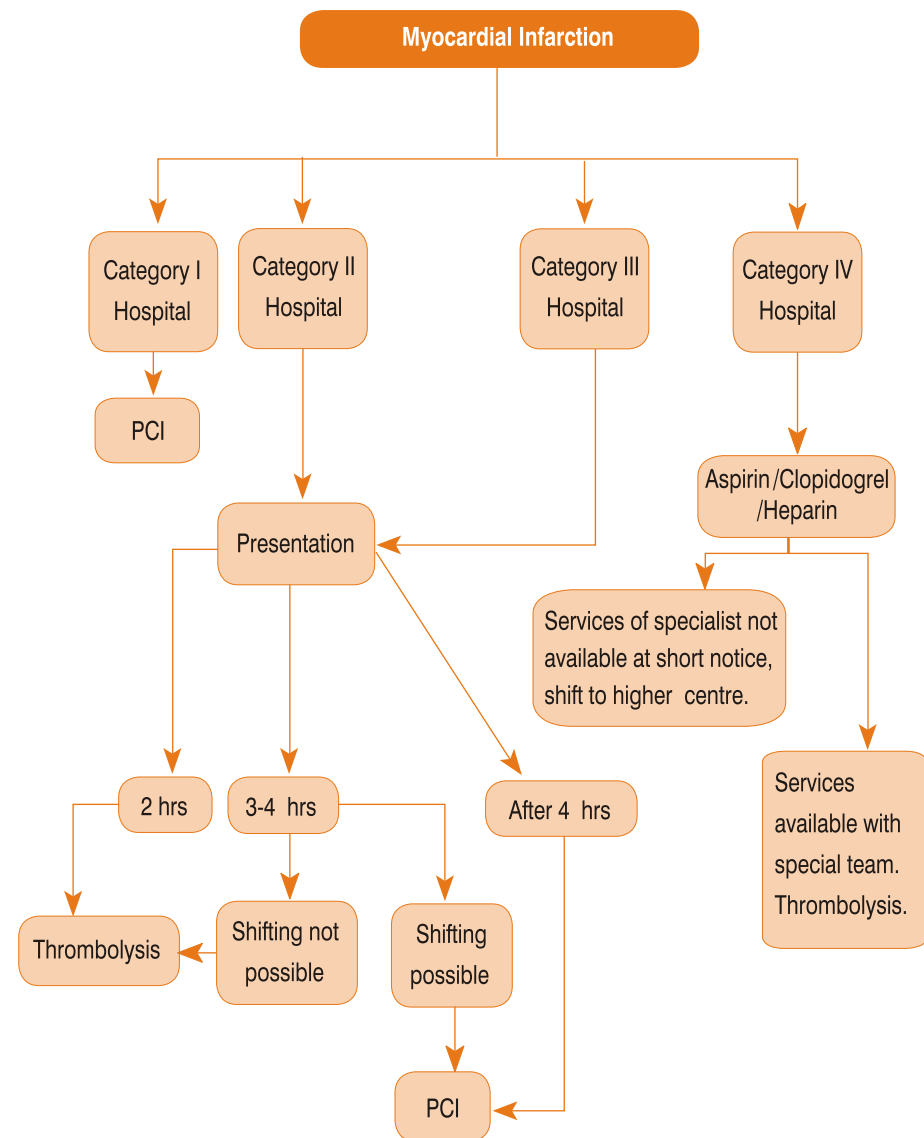 Myocardial Infarction
Category I
Hospital
Category II
Hospital
Category III
Hospital
Category IV
Hospital
PCI
Aspirin/Clopidogrel
/Heparin
Presentation
Services of specialist not
available at short notice,
shift to higher centre.
2 hrs
3-4 hrs
After 4 hrs
Services
available with
special team.
Thrombolysis.
Thrombolysis
Shifting not
possible
Shifting
possible
PCI